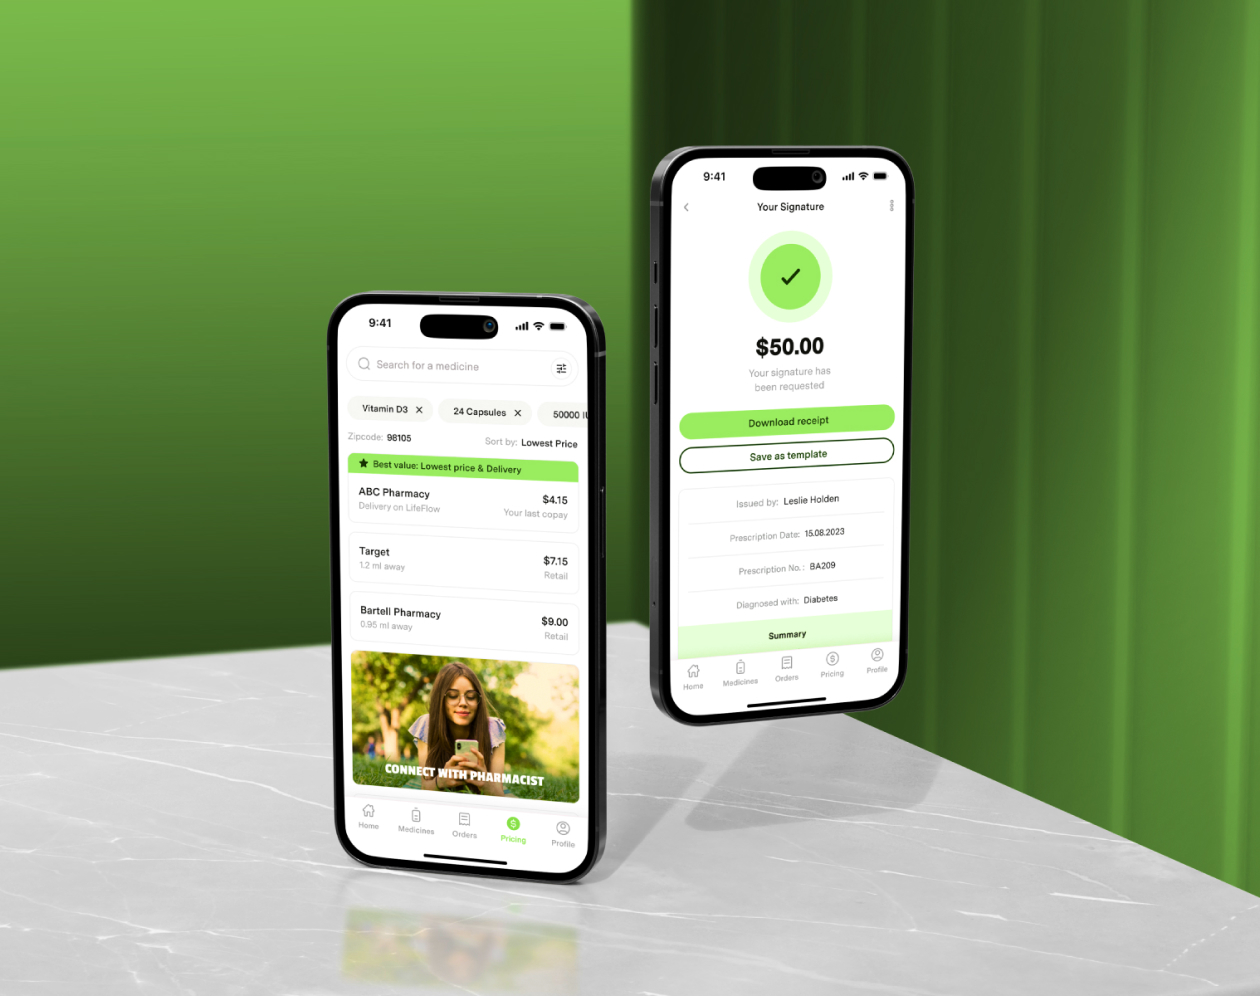 9:41
Search for a medicine
Vitamin D3 ✕ 24 Capsules ✕ 50000
Zipcode: 98105 Sort by: Lowest Price
★ Best value: Lowest price & Delivery
ABC Pharmacy $4.15
Delivery on LifeFlow Your last copay
Target $7.15
1.2 ml away Retail
Bartell Pharmacy $9.00
0.95 ml away Retail
CONNECT WITH PHARMACIST
Home Medicines Orders Pricing Profile
9:41
Your Signature
$50.00
Your signature has
been requested
Download receipt
Save as template
Issued by: Leslie Holden
Prescription Date: 15.08.2023
Prescription No.: BA209
Diagnosed with: Diabetes
Summary
Home Medicines Orders Pricing Profile